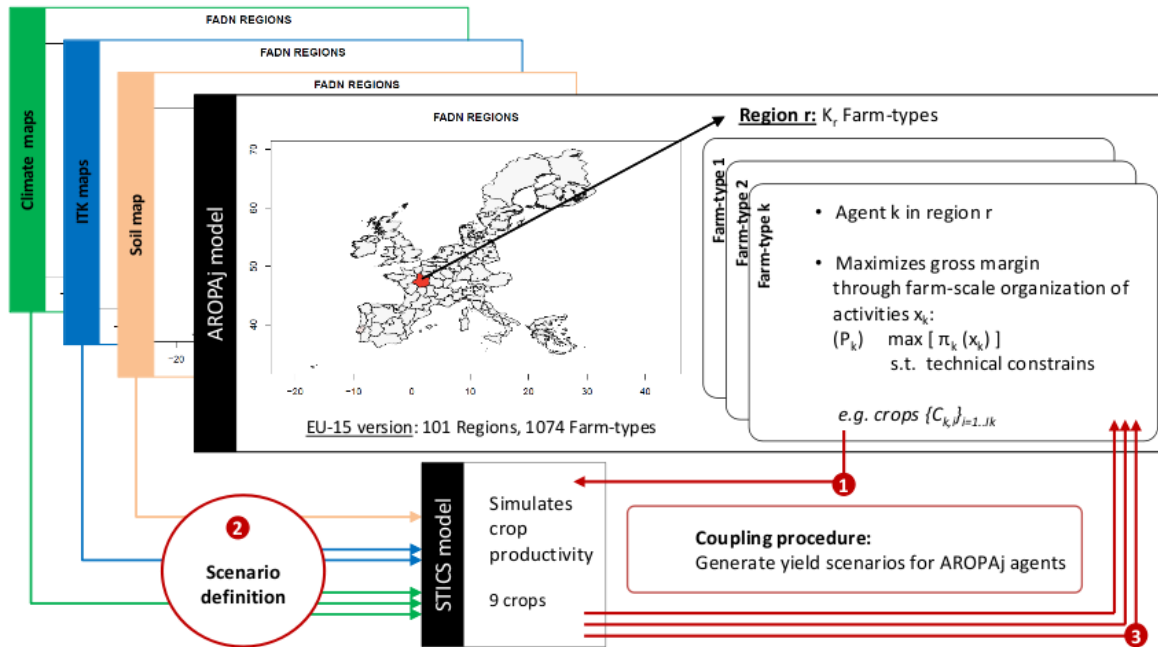 FADN REGIONS
Climate maps
FADN REGIONS
ITK maps
FADN REGIONS
Soil map
−20
AROPAj model
FADN REGIONS
70
60
50
40
−20
0
10
20
30
40
EU-15 version: 101 Regions, 1074 Farm-types
Region r: Kr Farm-types
Farm-type 1
Farm-type 2
Farm-type k
• Agent k in region r
• Maximizes gross margin
through farm-scale organization of
activities xk:
(Pk) max [ πk (xk) ]
s.t. technical constrains
e.g. crops {Ck,i}i=1..Ik
1
2
Scenario
definition
STICS model
Simulates
crop
productivity
9 crops
Coupling procedure:
Generate yield scenarios for AROPAj agents
3